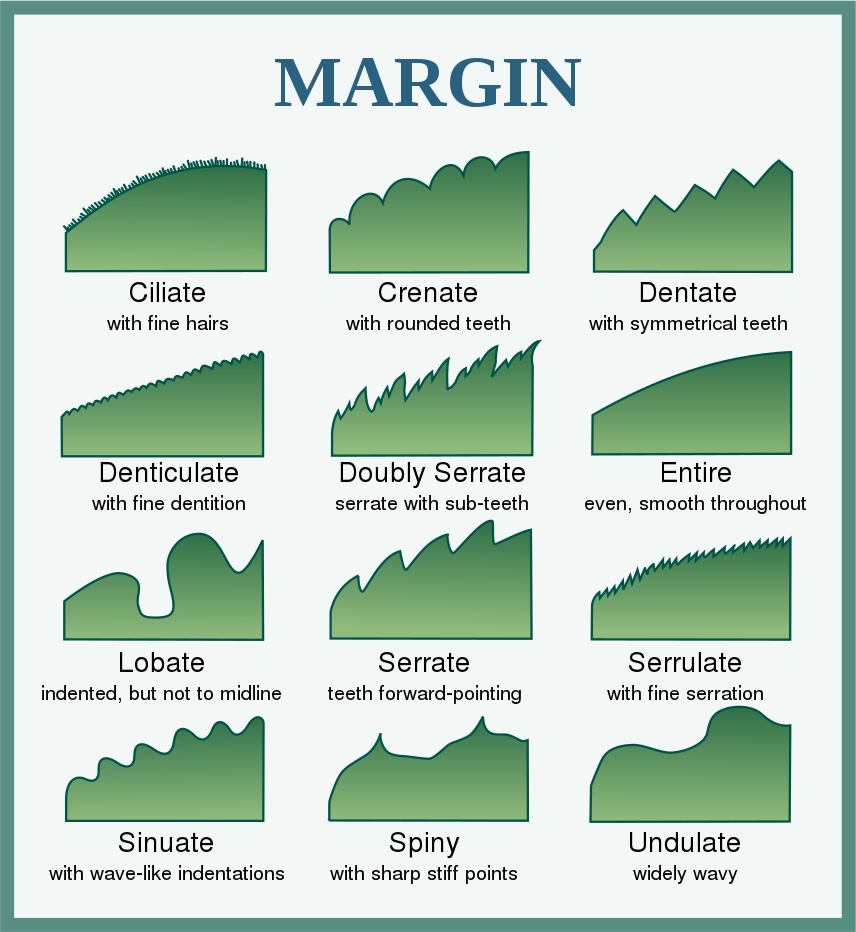 MARGIN
Ciliate
with fine hairs
Crenate
with rounded teeth
Dentate
with symmetrical teeth
Denticulate
with fine dentition
Doubly Serrate
serrate with sub-teeth
Entire
even, smooth throughout
Lobate
indented, but not to midline
Serrate
teeth forward-pointing
Serrulate
with fine serration
Sinuate
with wave-like indentations
Spiny
with sharp stiff points
Undulate
widely wavy